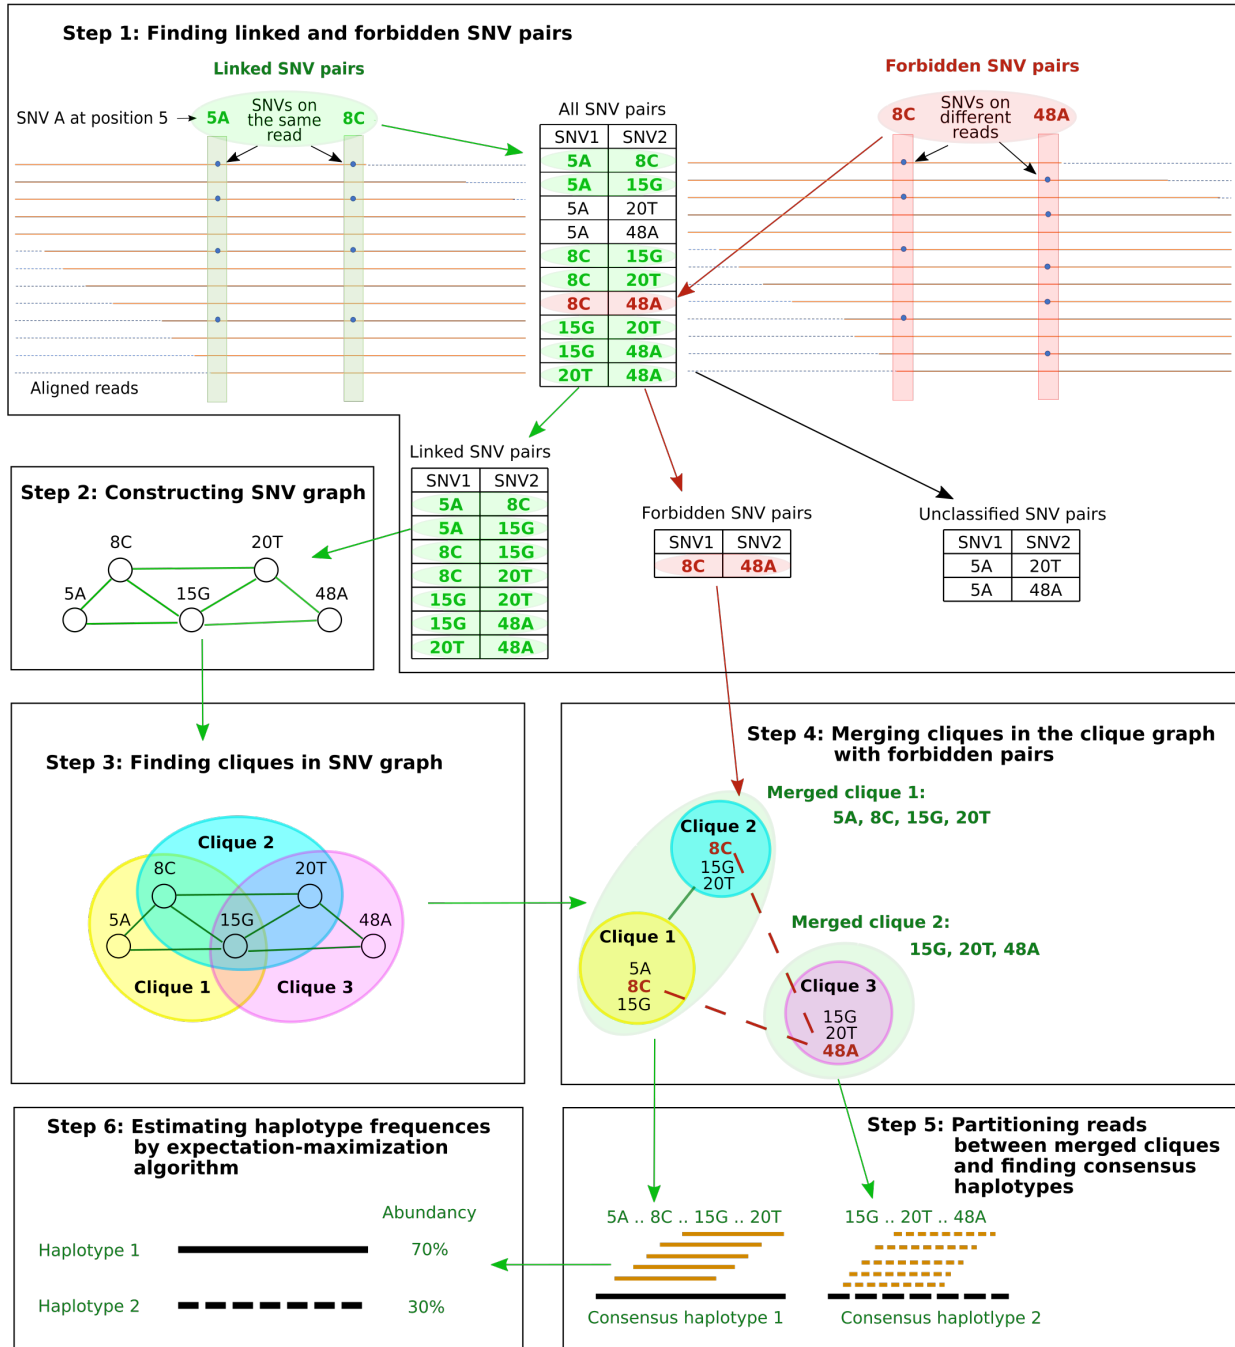 Step 1: Finding linked and forbidden SNV pairs
Linked SNV pairs
Forbidden SNV pairs
SNV A at position 5
5A
SNVs on
the same
read
8C
All SNV pairs
SNV1 SNV2
5A 8C
5A 15G
5A 20T
5A 48A
8C 15G
8C 20T
8C 48A
15G 20T
15G 48A
20T 48A
8C
SNVs on
different
reads
48A
Aligned reads
Linked SNV pairs
SNV1 SNV2
5A 8C
5A 15G
8C 15G
8C 20T
15G 20T
15G 48A
20T 48A
Forbidden SNV pairs
SNV1 SNV2
8C 48A
Unclassified SNV pairs
SNV1 SNV2
5A 20T
5A 48A
Step 2: Constructing SNV graph
8C 20T
5A 15G 48A
Step 3: Finding cliques in SNV graph
Clique 2
8C 20T
5A 15G 48A
Clique 1 Clique 3
Step 4: Merging cliques in the clique graph
with forbidden pairs
Merged clique 1:
5A, 8C, 15G, 20T
Clique 2
8C
15G
20T
Clique 1
5A
8C
15G
Merged clique 2:
15G, 20T, 48A
Clique 3
15G
20T
48A
Step 5: Partitioning reads
between merged cliques
and finding consensus
haplotypes
5A .. 8C .. 15G .. 20T
15G .. 20T .. 48A
Consensus haplotype 1
Consensus haplotlype 2
Step 6: Estimating haplotype frequences
by expectation-maximization
algorithm
Abundancy
Haplotype 1 70%
Haplotype 2 30%